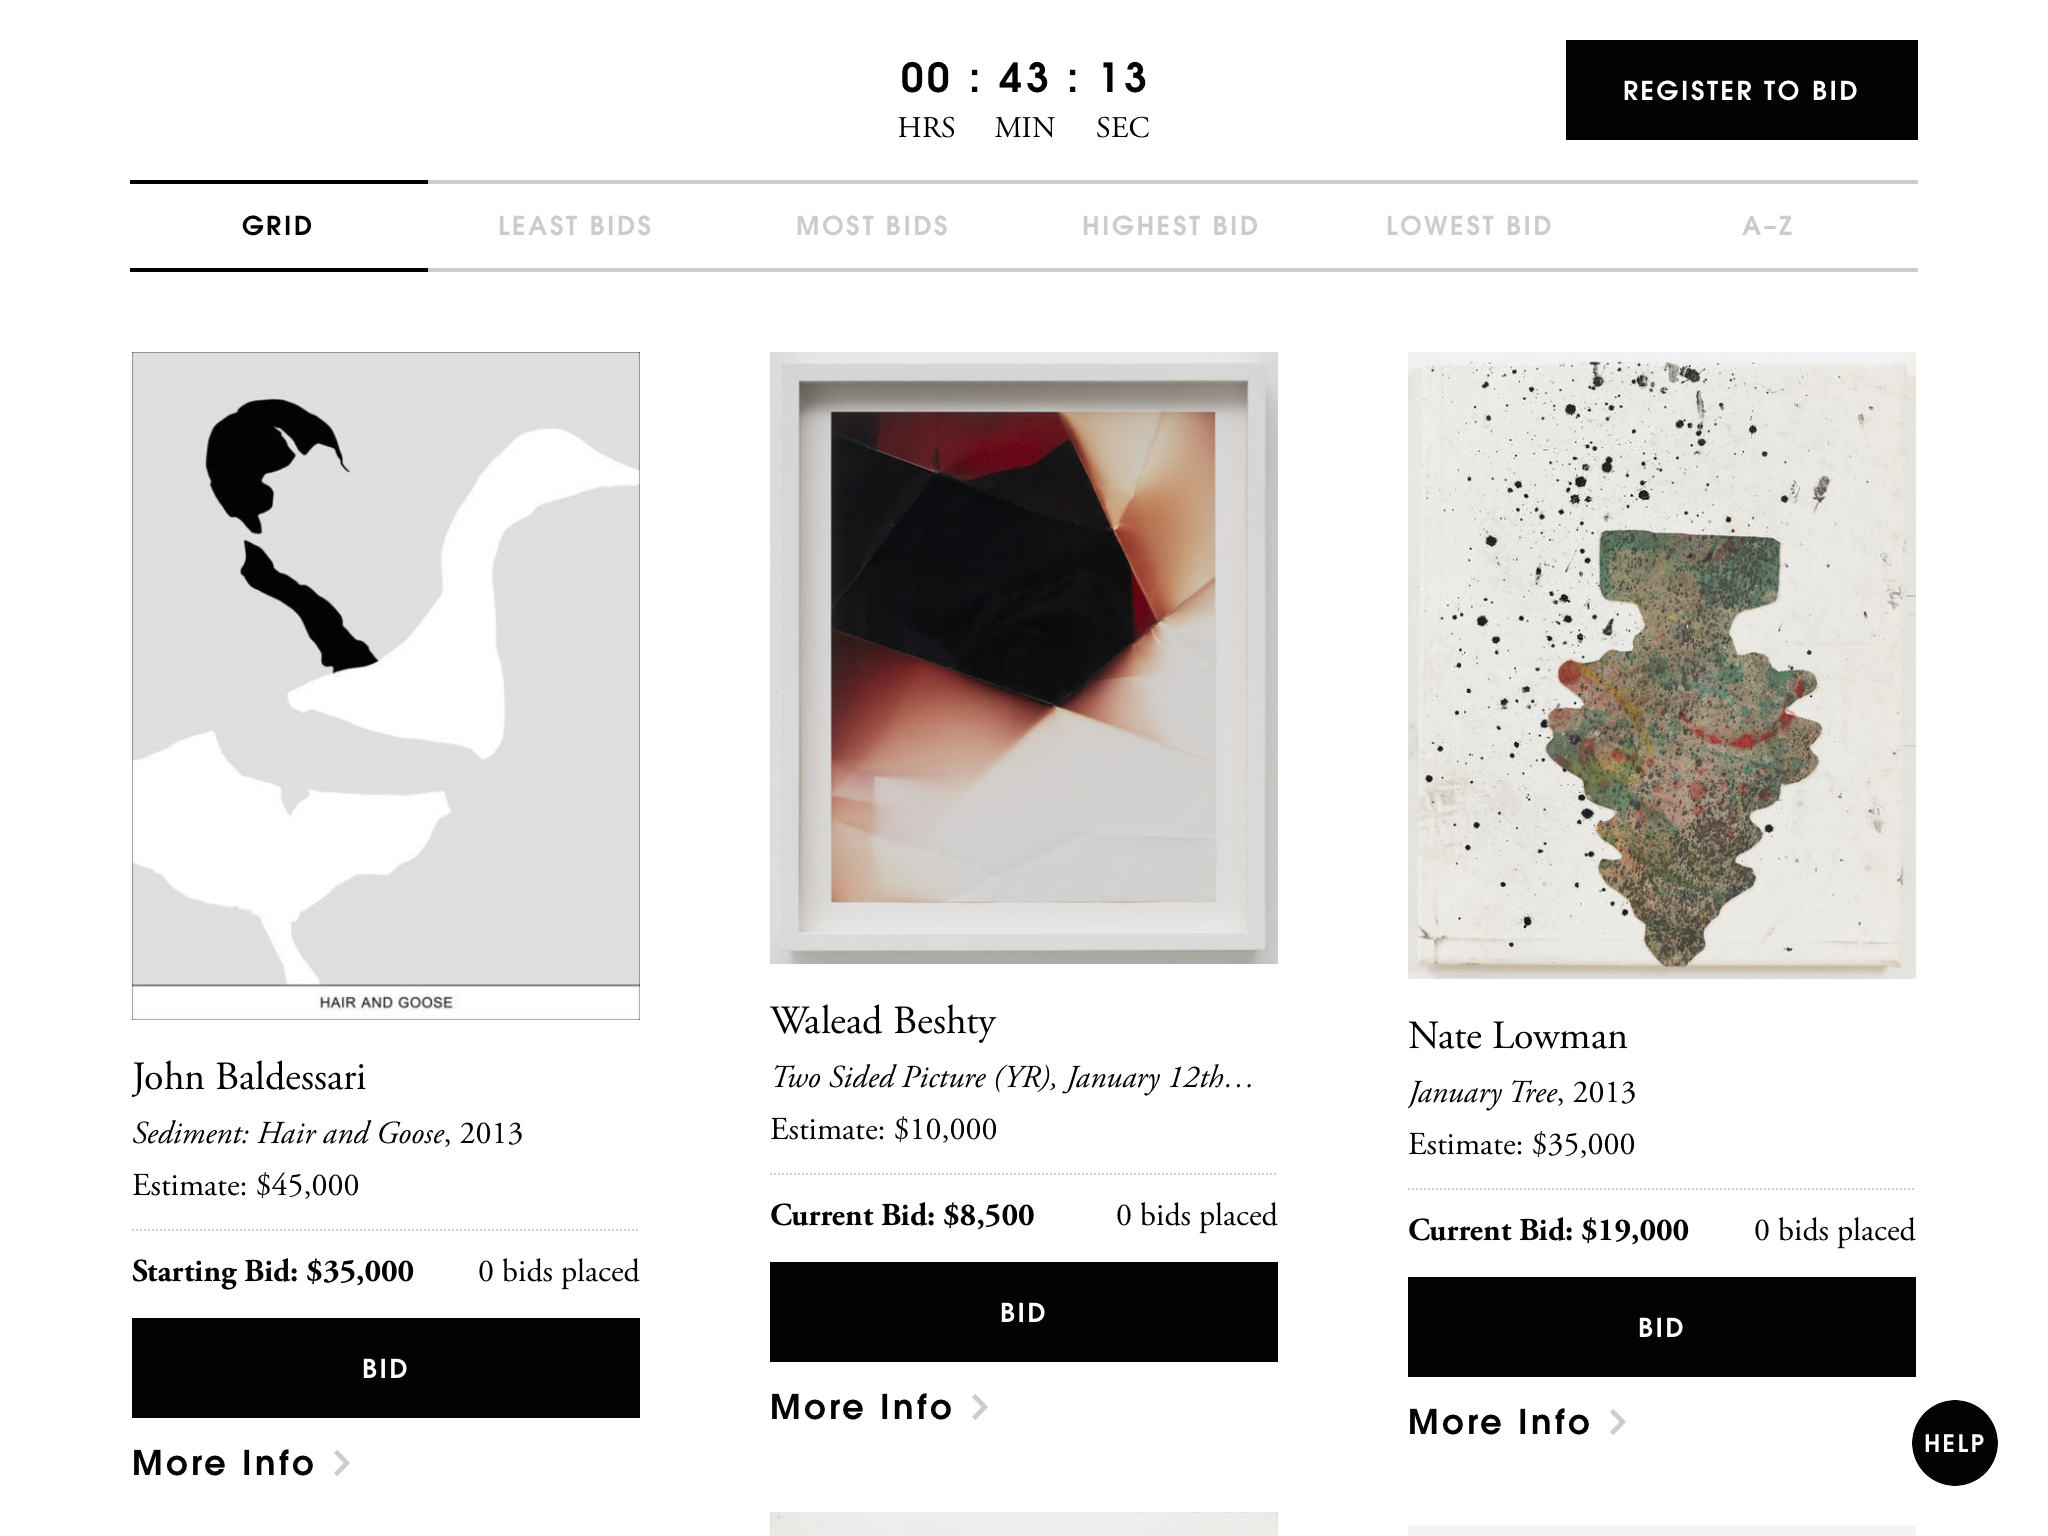 00 : 43 : 13
HRS MIN SEC
REGISTER TO BID
GRID LEAST BIDS MOST BIDS HIGHEST BID LOWEST BID A–Z
HAIR AND GOOSE
John Baldessari
Sediment: Hair and Goose, 2013
Estimate: $45,000
Starting Bid: $35,000 0 bids placed
BID
More Info
Walead Beshty
Two Sided Picture (YR), January 12th…
Estimate: $10,000
Current Bid: $8,500 0 bids placed
BID
More Info
Nate Lowman
January Tree, 2013
Estimate: $35,000
Current Bid: $19,000 0 bids placed
BID
More Info
HELP